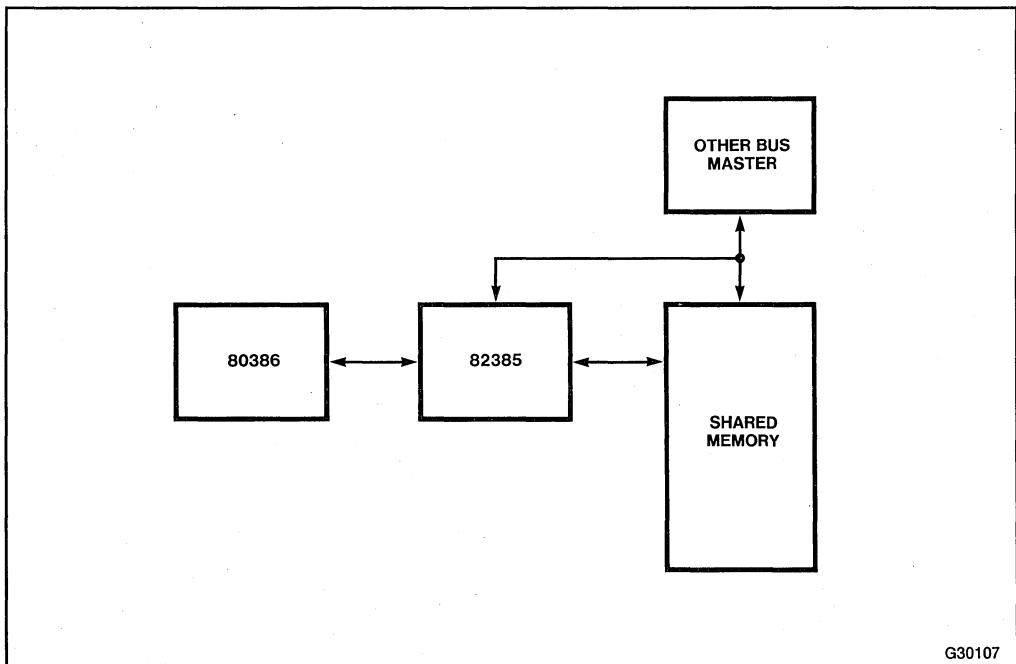 OTHER BUS
MASTER
80386
82385
SHARED
MEMORY
G30107